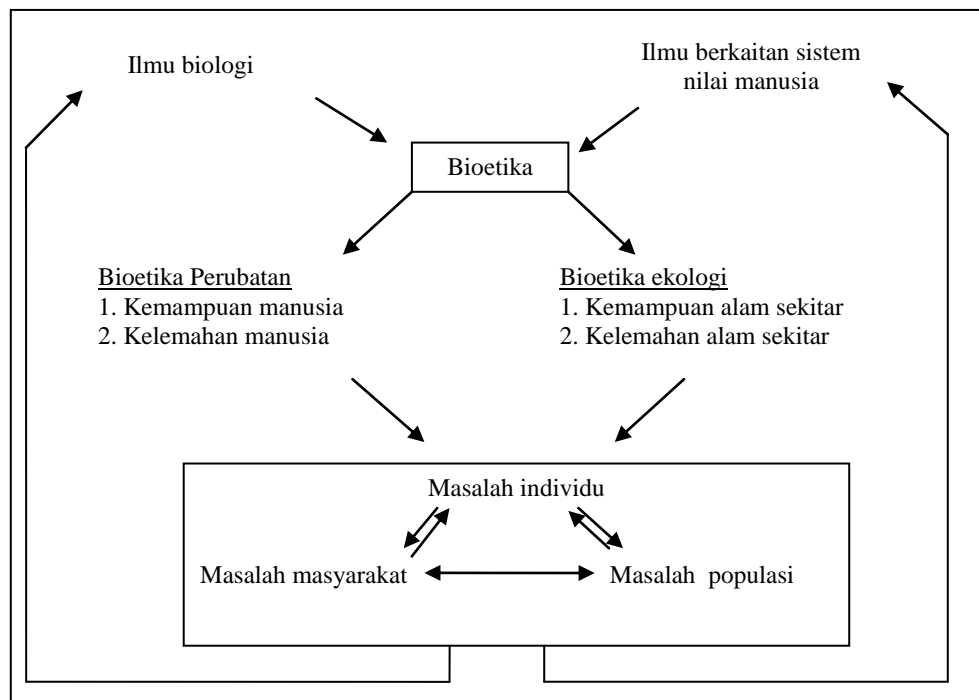 Ilmu biologi
Ilmu berkaitan sistem
nilai manusia
Bioetika
Bioetika Perubatan
1. Kemampuan manusia
2. Kelemahan manusia
Bioetika ekologi
1. Kemampuan alam sekitar
2. Kelemahan alam sekitar
Masalah individu
Masalah masyarakat
Masalah populasi